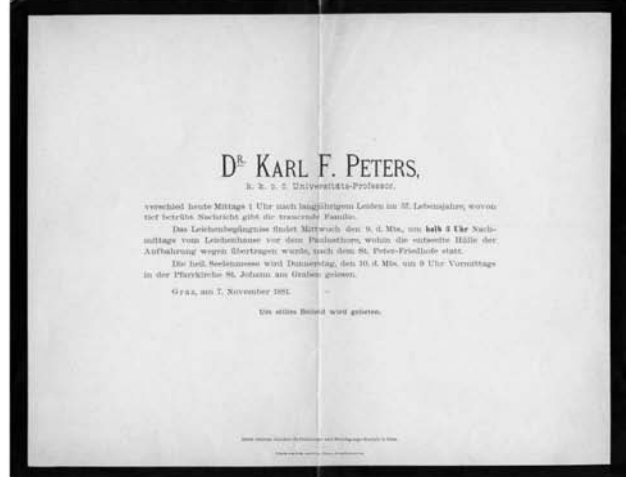 DR. KARL F. PETERS,
k. k. o. ö. Universitäts-Professor,
verschied heute Mittags 1 Uhr nach langjährigem Leiden im 57. Lebensjahre, wovon
tief betrübt Nachricht gibt die trauernde Familie.
Das Leichenbegängniss findet Mittwoch den 9. d. Mts., um halb 3 Uhr Nach-
mittags vom Leichenhause vor dem Paulusthore, wohin die entseelte Hülle der
Aufbahrung wegen übertragen wurde, nach dem St. Peter-Friedhofe statt.
Die heil. Seelenmesse wird Donnerstag, den 10. d. Mts. um 9 Uhr Vormittags
in der Pfarrkirche St. Johann am Graben gelesen.
Graz, am 7. November 1881.
Um stilles Beileid wird gebeten.